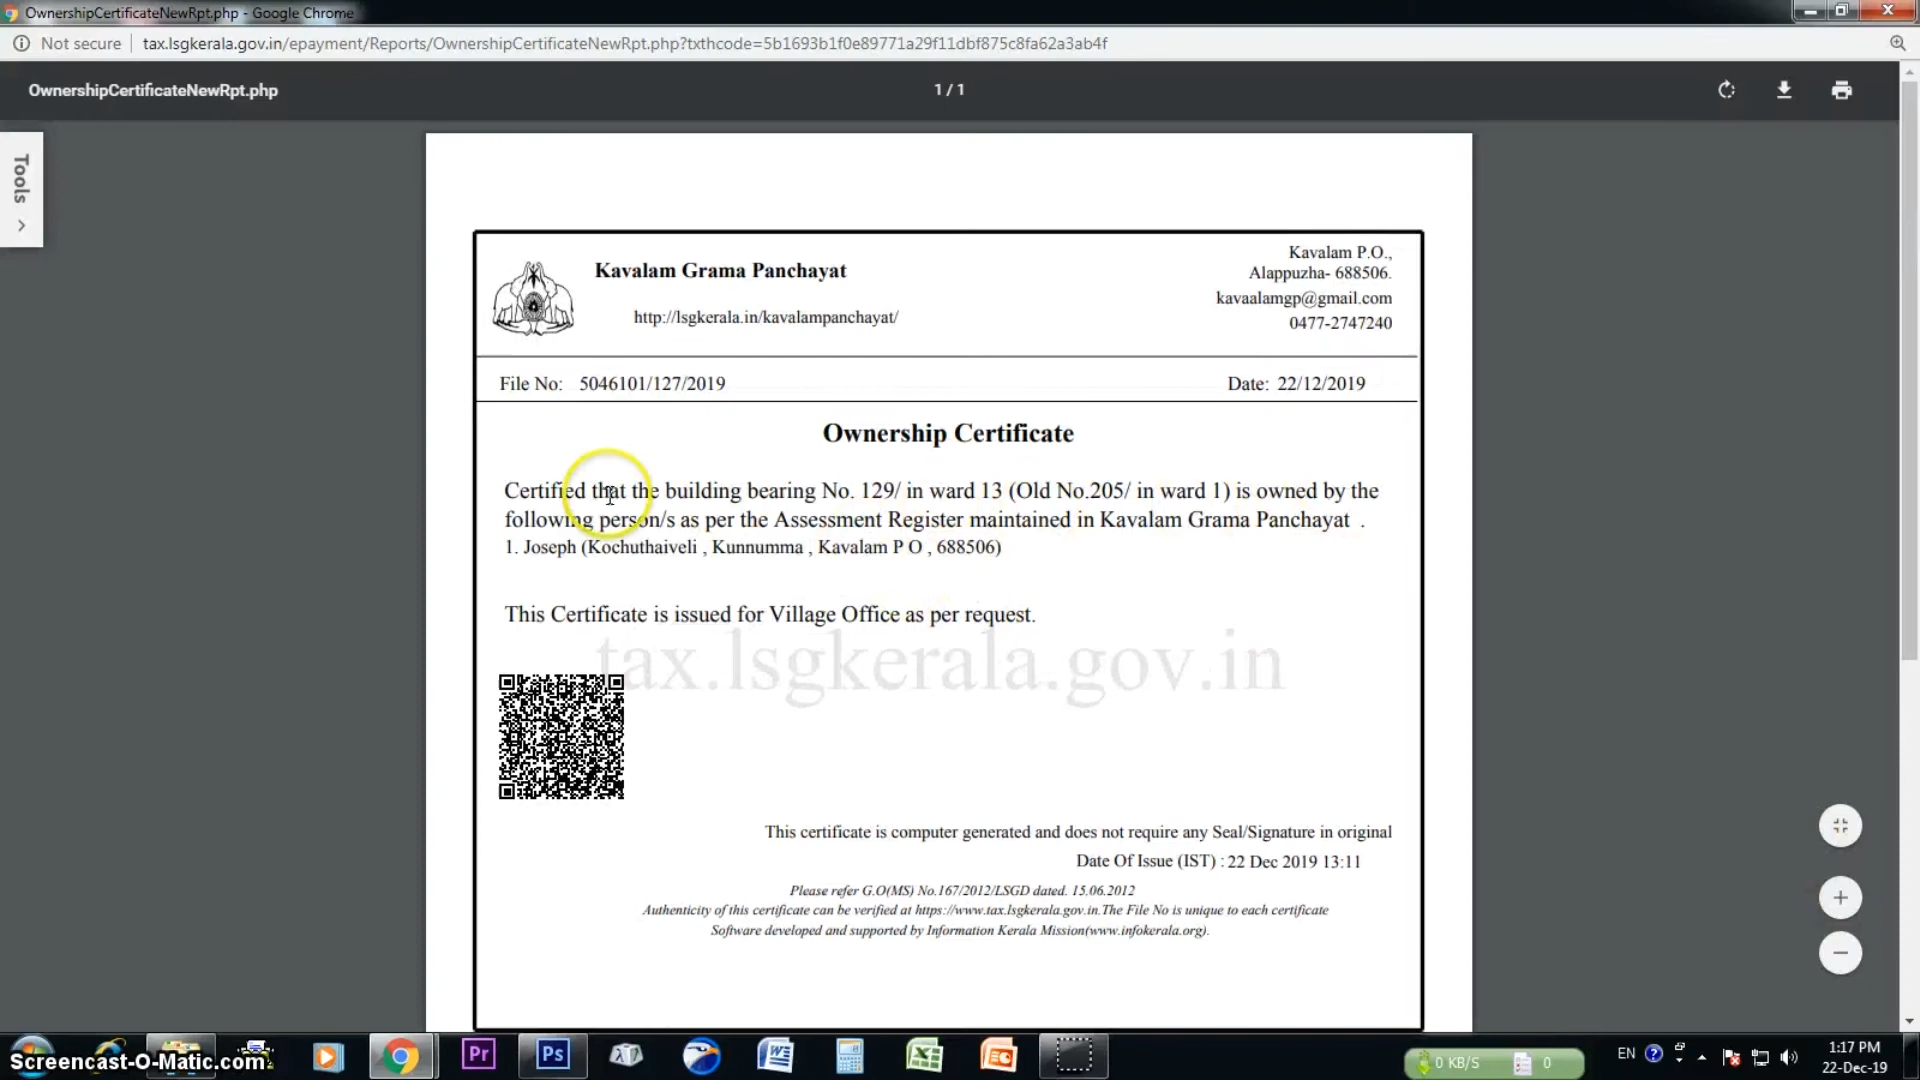 OwnershipCertificateNewRpt.php - Google Chrome
Not secure | tax.lsgkerala.gov.in/epayment/Reports/OwnershipCertificateNewRpt.php?txthcode=5b1693b1f0e89771a29f11dbf875c8fa62a3ab4f
OwnershipCertificateNewRpt.php
1 / 1
Tools
Kavalam Grama Panchayat
http://lsgkerala.in/kavalampanchayat/
Kavalam P.O.,
Alappuzha- 688506.
kavaalamgp@gmail.com
0477-2747240
File No: 5046101/127/2019
Date: 22/12/2019
Ownership Certificate
Certified that the building bearing No. 129/ in ward 13 (Old No.205/ in ward 1) is owned by the
following person/s as per the Assessment Register maintained in Kavalam Grama Panchayat .
1. Joseph (Kochuthaiveli , Kunnumma , Kavalam P O , 688506)
This Certificate is issued for Village Office as per request.
tax.lsgkerala.gov.in
This certificate is computer generated and does not require any Seal/Signature in original
Date Of Issue (IST) : 22 Dec 2019 13:11
Please refer G.O(MS) No.167/2012/LSGD dated. 15.06.2012
Authenticity of this certificate can be verified at https://www.tax.lsgkerala.gov.in.The File No is unique to each certificate
Software developed and supported by Information Kerala Mission(www.infokerala.org).
Screencast-O-Matic.com
Pr
Ps
0 KB/S
0
EN
1:17 PM
22-Dec-19